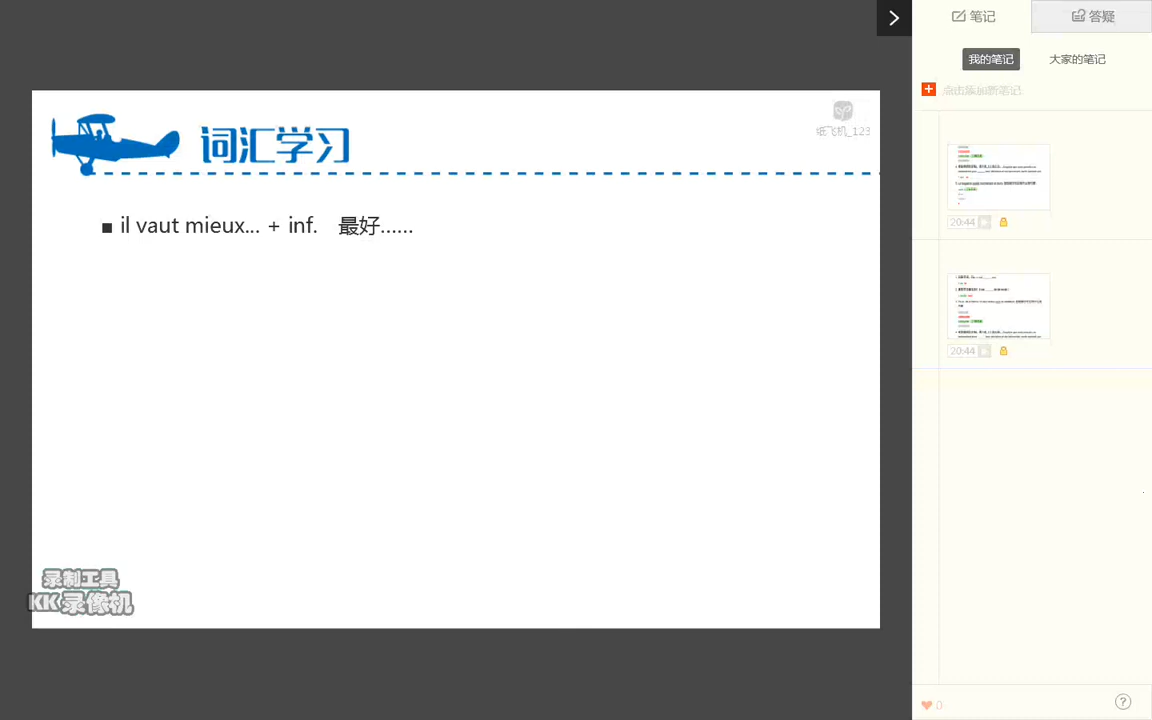 笔记
答疑
我的笔记
大家的笔记
点击添加新笔记
纸飞机_123
词汇学习
■ il vaut mieux... + inf. 最好......
20:44
20:44
录制工具
KK录像机
0